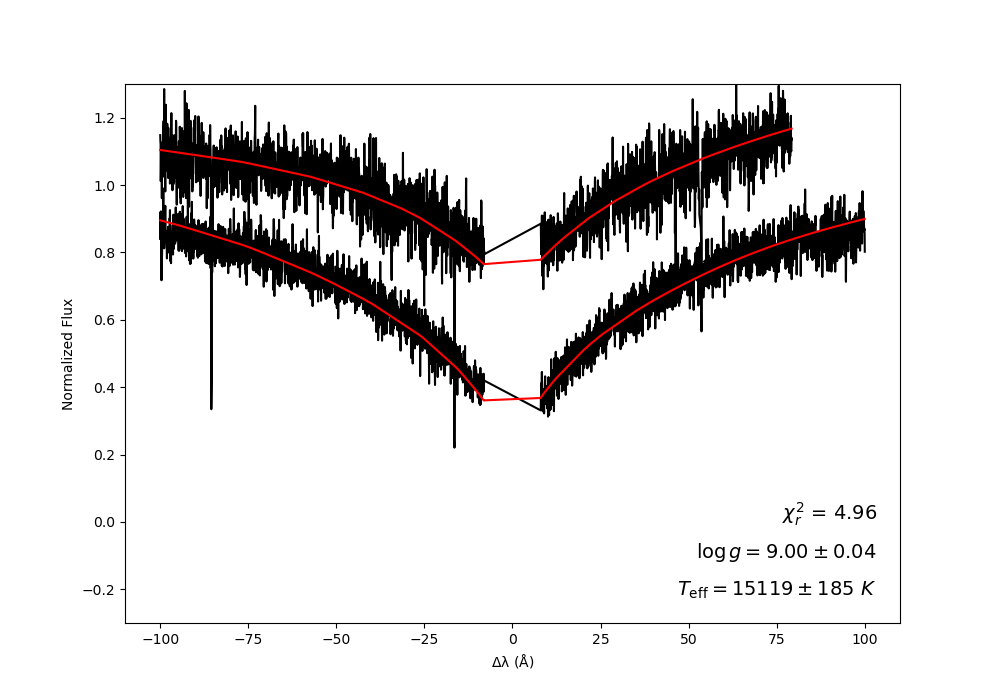 1.2
1.0
0.8
0.6
0.4
0.2
0.0
−0.2
Normalized Flux
χ²ᵣ = 4.96
log g = 9.00 ± 0.04
T_eff = 15119 ± 185 K
−100 −75 −50 −25 0 25 50 75 100
Δλ (Å)